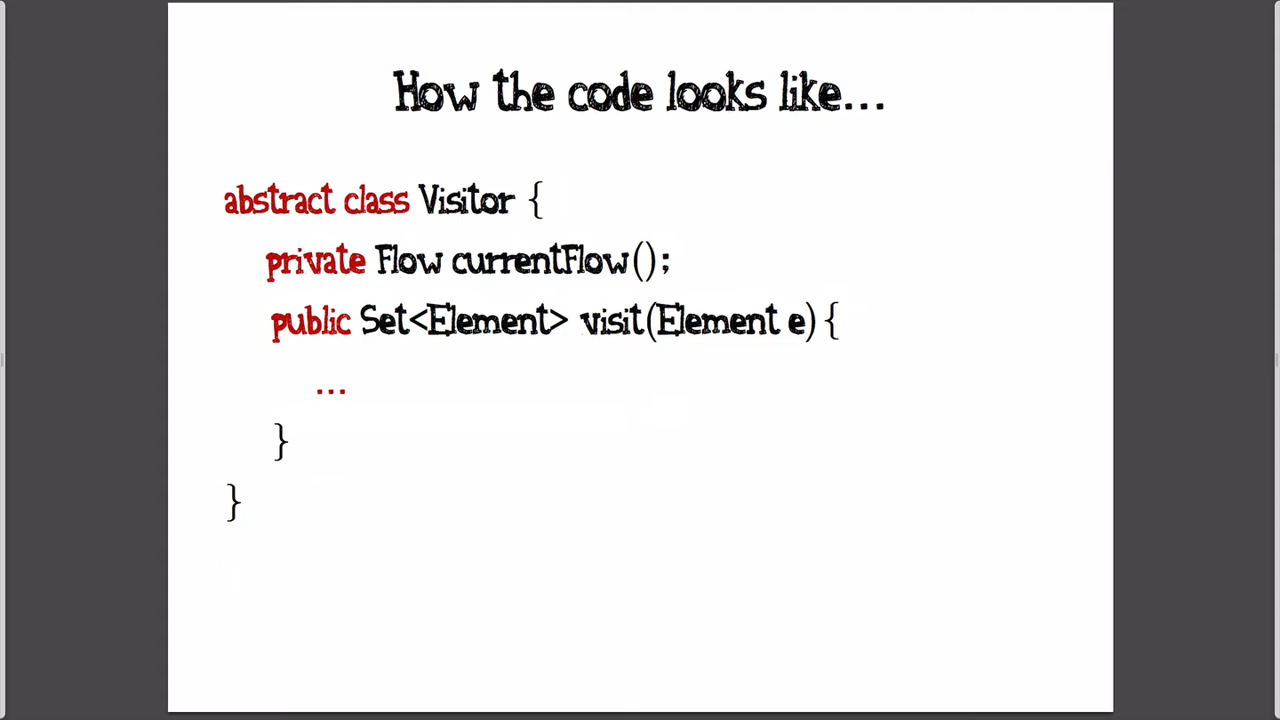 How the code looks like...
abstract class Visitor {
private Flow currentFlow();
public Set<Element> visit(Element e) {
...
}
}